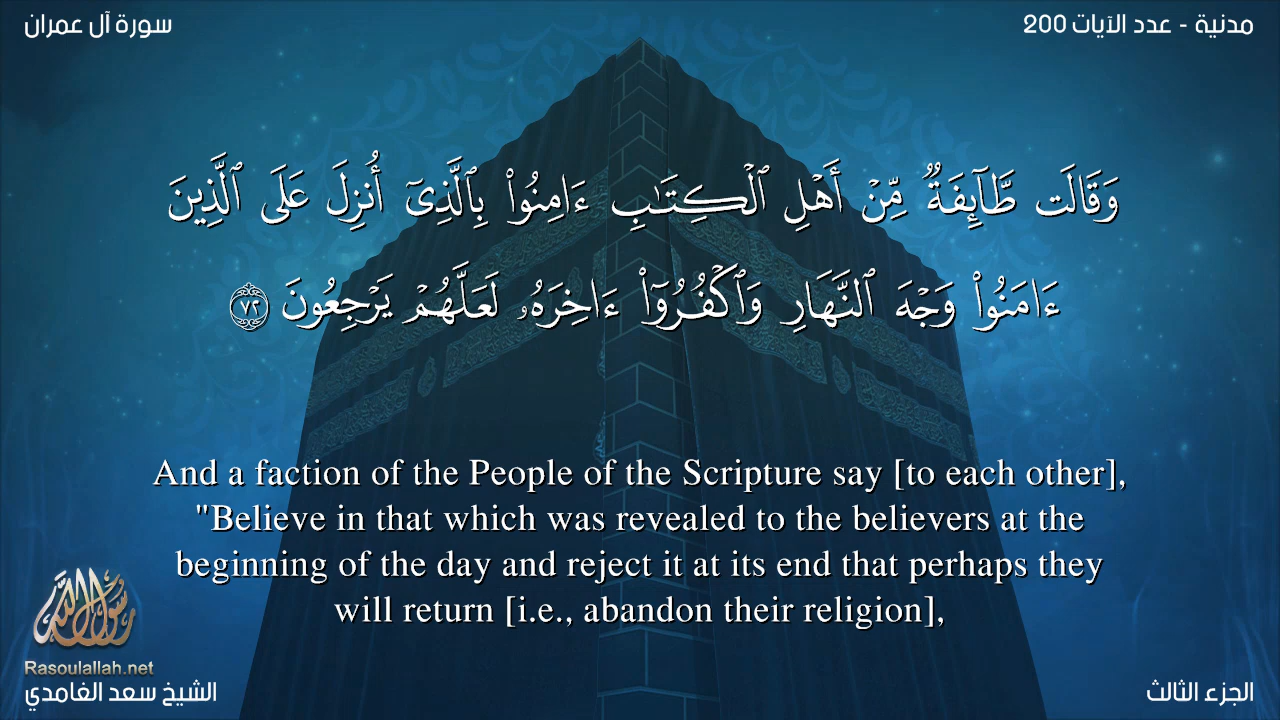 سورة آل عمران
مدنية - عدد الآيات 200
وَقَالَت طَّآئِفَةٌ مِّنْ أَهْلِ ٱلْكِتَـٰبِ ءَامِنُوا۟ بِٱلَّذِىٓ أُنزِلَ عَلَى ٱلَّذِينَ
ءَامَنُوا۟ وَجْهَ ٱلنَّهَارِ وَٱكْفُرُوٓا۟ ءَاخِرَهُۥ لَعَلَّهُمْ يَرْجِعُونَ ٧٢
And a faction of the People of the Scripture say [to each other],
"Believe in that which was revealed to the believers at the
beginning of the day and reject it at its end that perhaps they
will return [i.e., abandon their religion],
رسول الله
Rasoulallah.net
الشيخ سعد الغامدي
الجزء الثالث